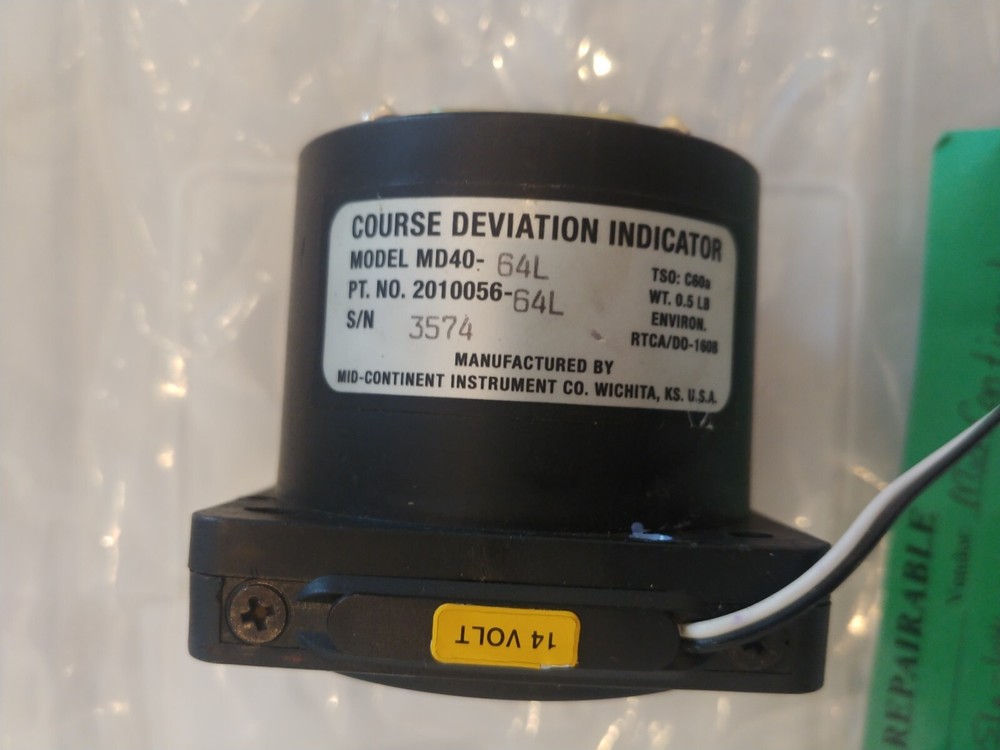 COURSE DEVIATION INDICATOR
MODEL MD40-64L
PT. NO. 2010056-64L
S/N 3574
TSO: C60a
WT. 0.5 LB
ENVIRON.
RTCA/DO-160B
MANUFACTURED BY
MID-CONTINENT INSTRUMENT CO. WICHITA, KS. U.S.A.
14 VOLT
REPAIRABLE
Vendor